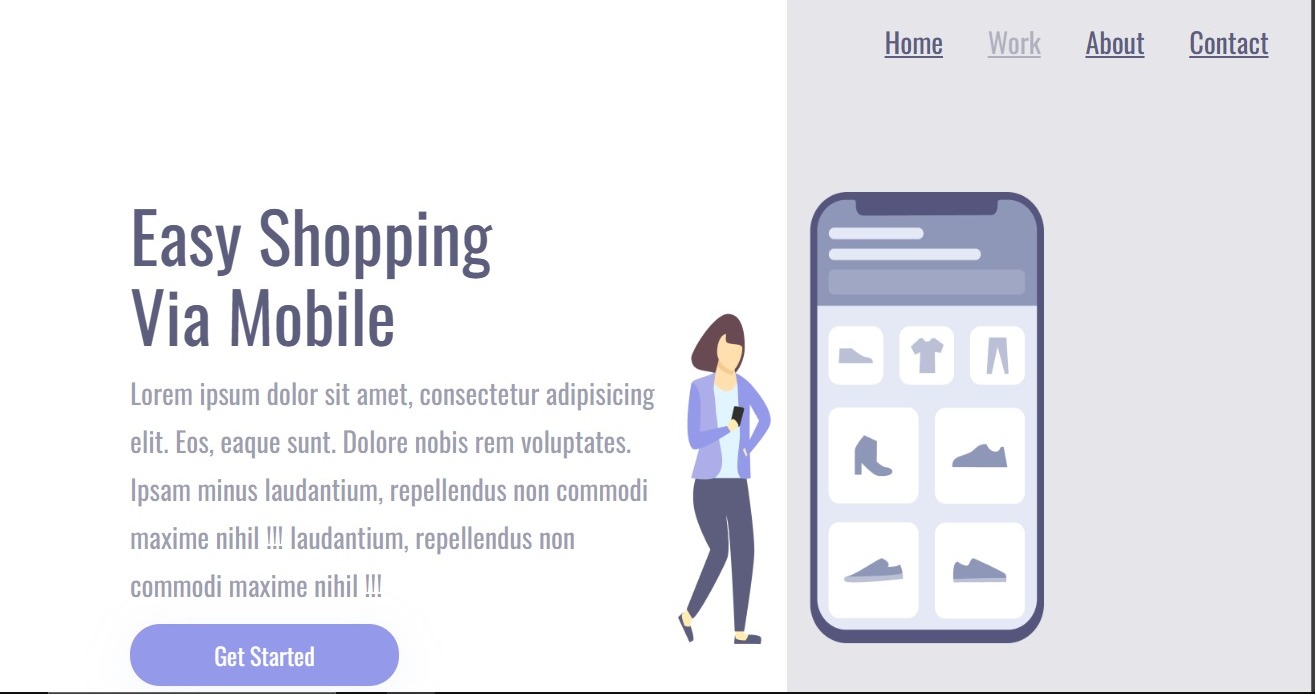 Home Work About Contact
Easy Shopping
Via Mobile
Lorem ipsum dolor sit amet, consectetur adipisicing
elit. Eos, eaque sunt. Dolore nobis rem voluptates.
Ipsam minus laudantium, repellendus non commodi
maxime nihil !!! laudantium, repellendus non
commodi maxime nihil !!!
Get Started